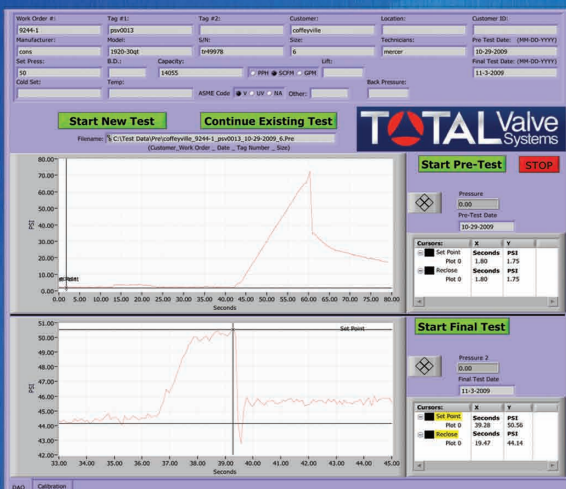 Work Order #: Tag #1: Tag #2: Customer: Location: Customer ID:
9244-1 psv0013 coffeyville
Manufacturer: Model: S/N: Size: Technicians: Pre Test Date: (MM-DD-YYYY)
cons 1920-30qt tr49978 6 mercer 10-29-2009
Set Press: B.D.: Capacity: Lift: Final Test Date: (MM-DD-YYYY)
50 14055 PPH SCFM GPM 11-3-2009
Cold Set: Temp: Back Pressure:
ASME Code V UV NA Other:
Start New Test Continue Existing Test
TOTAL Valve Systems
Filename: C:\Test Data\Pre\coffeyville_9244-1_psv0013_10-29-2009_6.Pre
(Customer_Work Order _ Date _ Tag Number _ Size)
Start Pre-Test STOP
Pressure
0.00
Pre-Test Date
10-29-2009
Cursors: X Y
Set Point Seconds PSI
Plot 0 1.80 1.75
Reclose Seconds PSI
Plot 0 1.80 1.75
80.00
70.00
60.00
50.00
40.00
30.00
20.00
10.00
0.00
PSI
0.00 5.00 10.00 15.00 20.00 25.00 30.00 35.00 40.00 45.00 50.00 55.00 60.00 65.00 70.00 75.00 80.00
Seconds
Start Final Test
Pressure 2
0.00
Final Test Date
11-3-2009
Cursors: X Y
Set Point Seconds PSI
Plot 0 39.28 50.56
Reclose Seconds PSI
Plot 0 19.47 44.14
51.00
50.00
49.00
48.00
47.00
46.00
45.00
44.00
43.00
42.00
PSI
Set Point
33.00 34.00 35.00 36.00 37.00 38.00 39.00 40.00 41.00 42.00 43.00 44.00 45.00
Seconds
DAQ Calibration